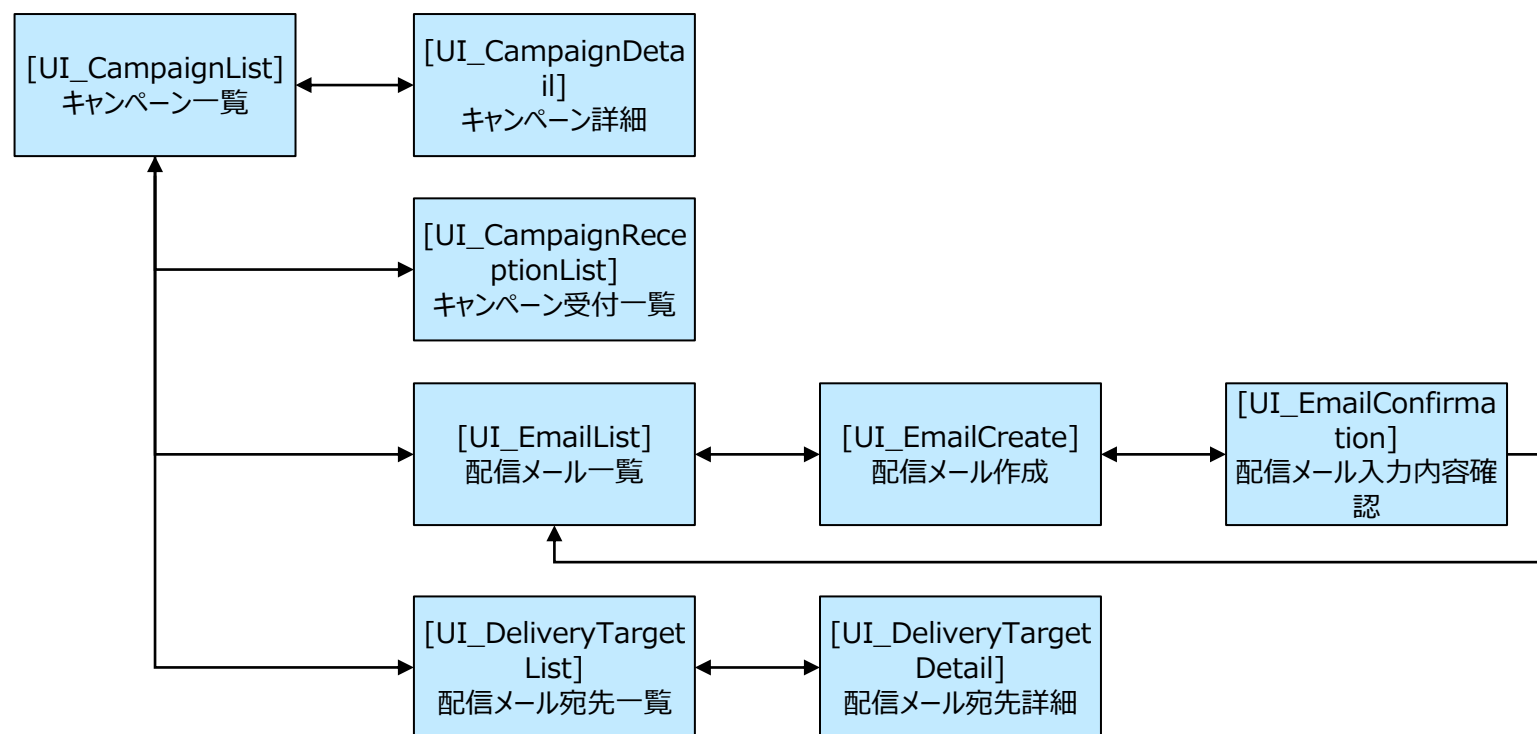 [UI_CampaignList]
キャンペーン一覧
[UI_CampaignDeta
il]
キャンペーン詳細
[UI_CampaignRece
ptionList]
キャンペーン受付一覧
[UI_EmailList]
配信メール一覧
[UI_EmailCreate]
配信メール作成
[UI_EmailConfirma
tion]
配信メール入力内容確
認
[UI_DeliveryTarget
List]
配信メール宛先一覧
[UI_DeliveryTarget
Detail]
配信メール宛先詳細